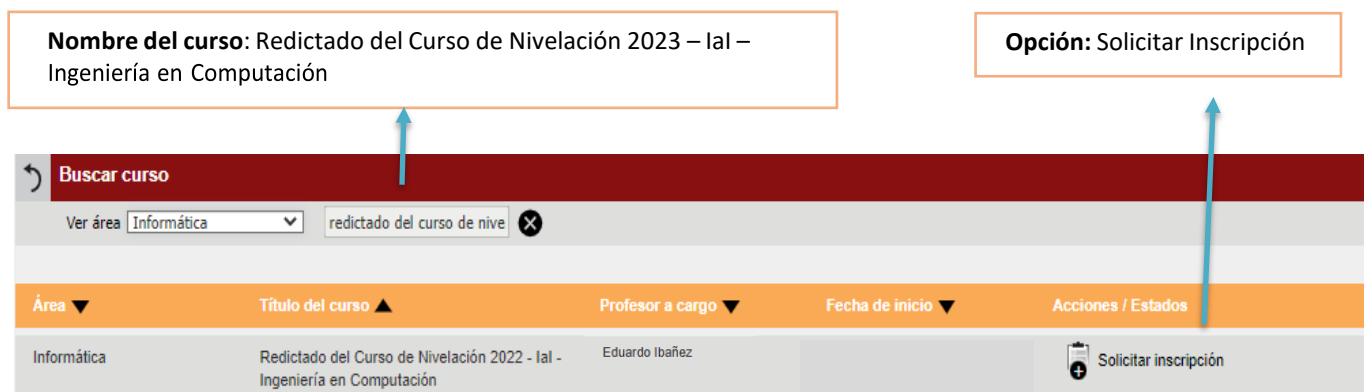 Nombre del curso: Redictado del Curso de Nivelación 2023 – IaI –
Ingeniería en Computación
Opción: Solicitar Inscripción
Buscar curso
Ver área Informática redictado del curso de nive
Área Título del curso Profesor a cargo Fecha de inicio Acciones / Estados
Informática Redictado del Curso de Nivelación 2022 - IaI - Eduardo Ibañez Solicitar inscripción
Ingeniería en Computación